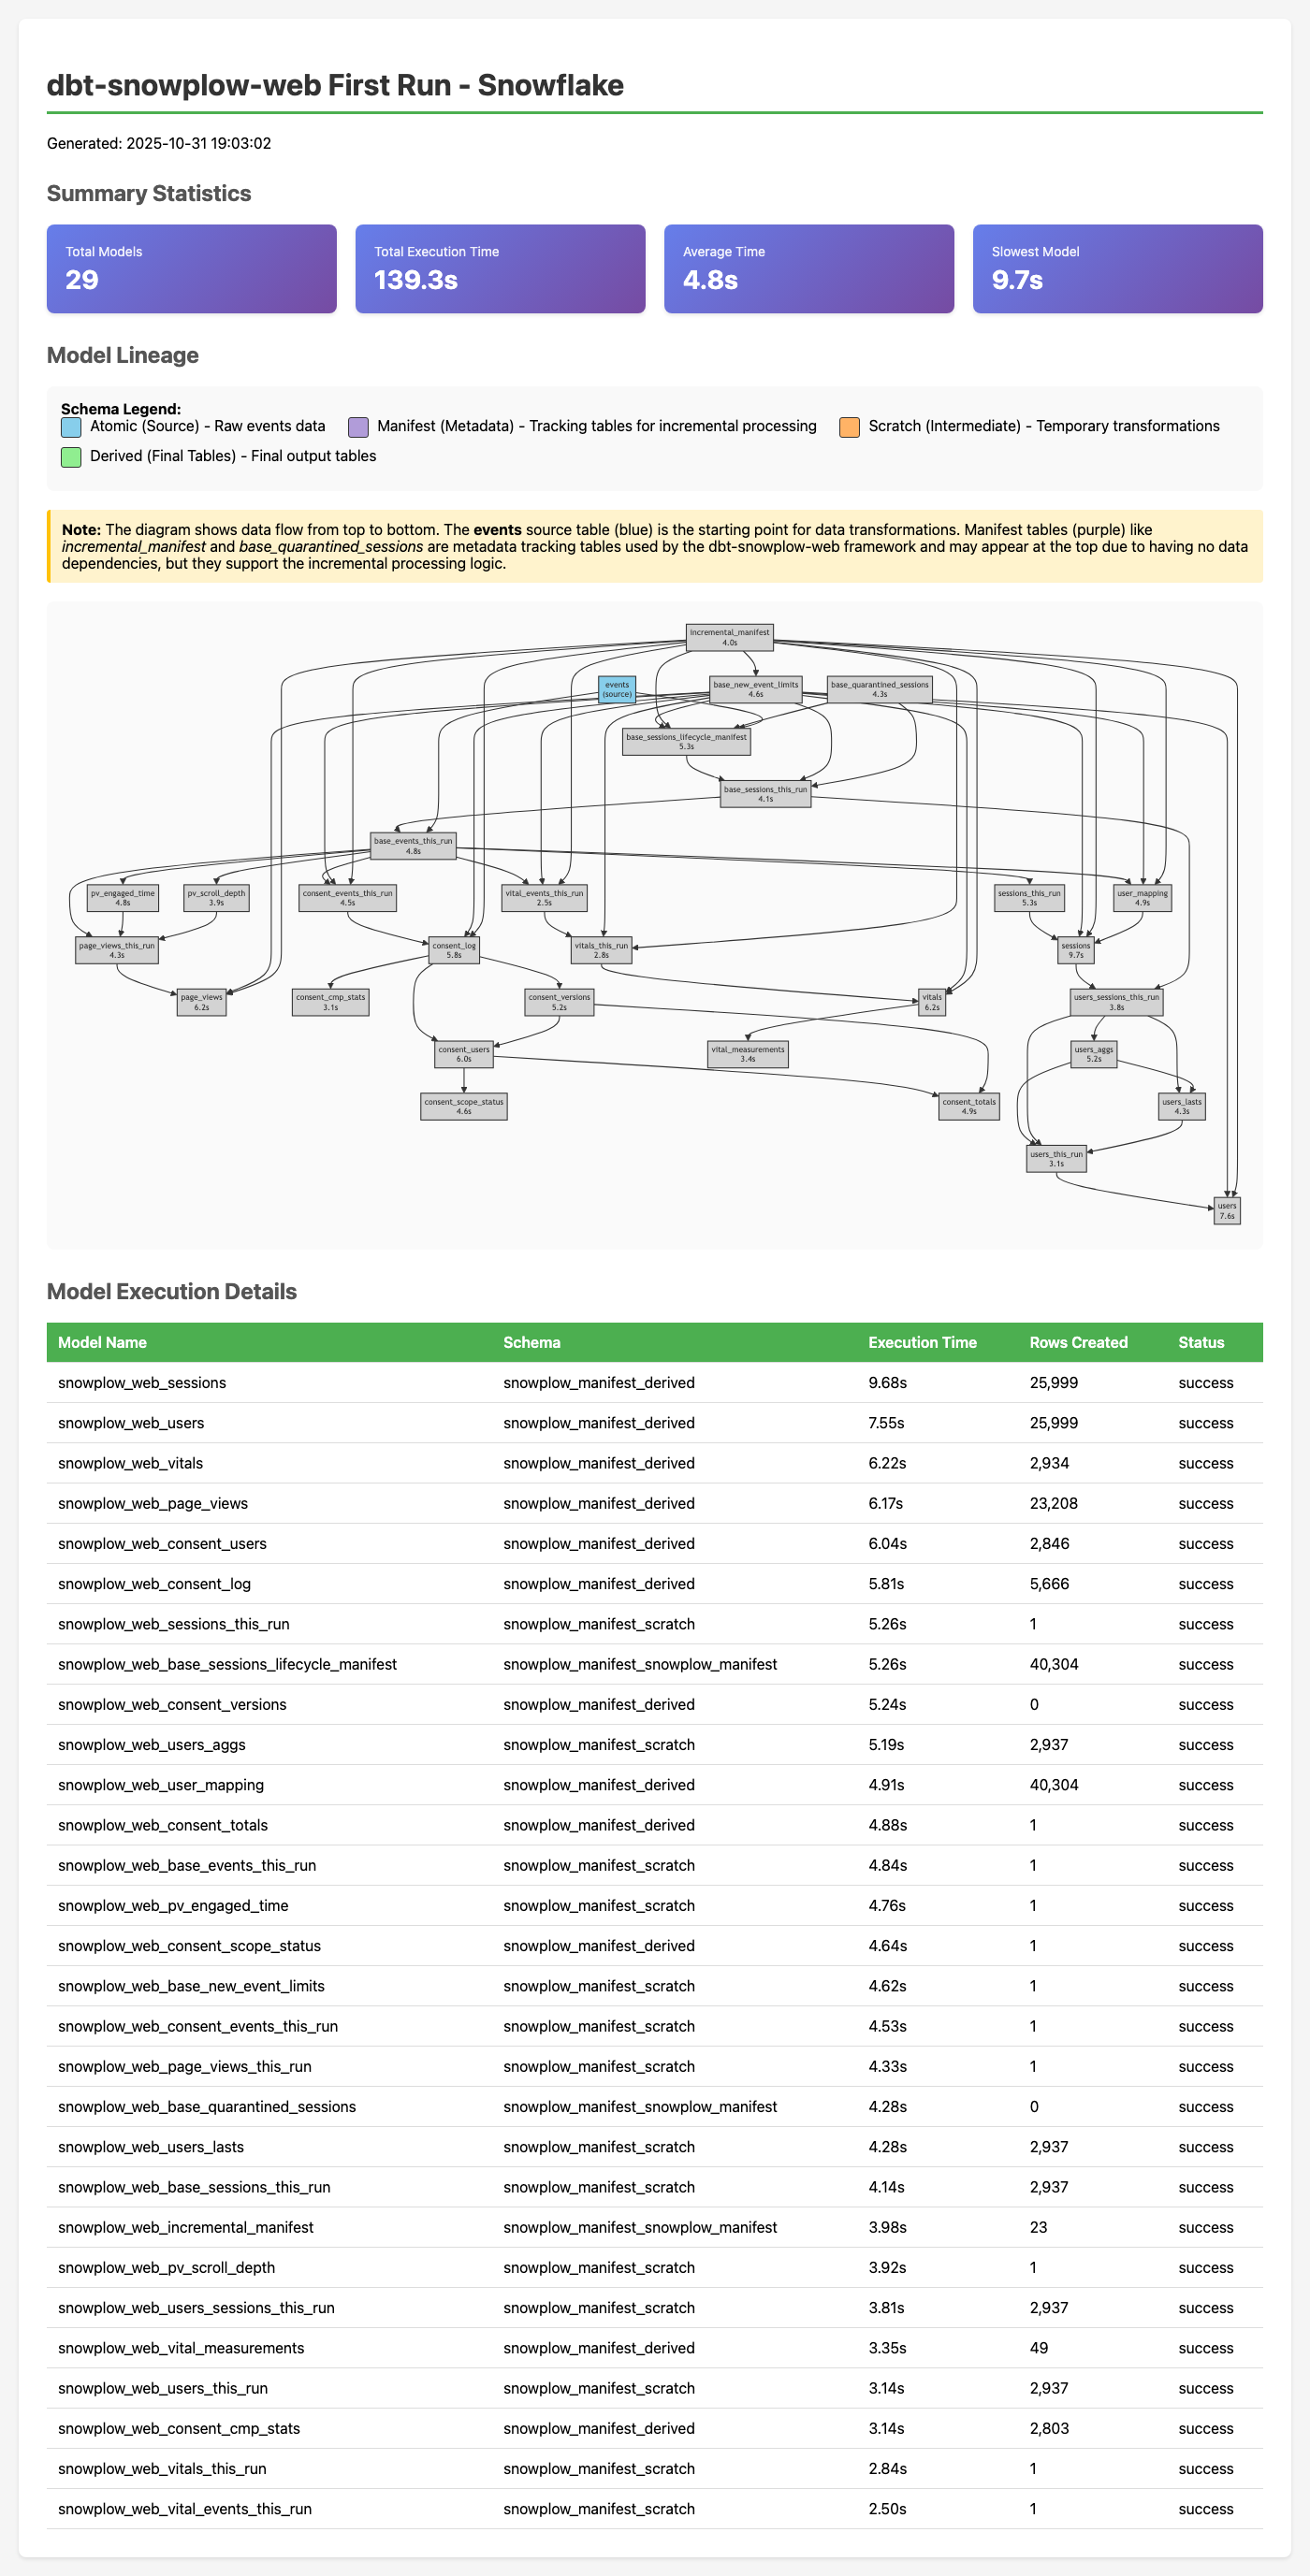 dbt-snowplow-web First Run - Snowflake
Generated: 2025-10-31 19:03:02
Summary Statistics
Total Models
29
Total Execution Time
139.3s
Average Time
4.8s
Slowest Model
9.7s
Model Lineage
Schema Legend:
Atomic (Source) - Raw events data
Manifest (Metadata) - Tracking tables for incremental processing
Scratch (Intermediate) - Temporary transformations
Derived (Final Tables) - Final output tables
Note: The diagram shows data flow from top to bottom. The events source table (blue) is the starting point for data transformations. Manifest tables (purple) like
incremental_manifest and base_quarantined_sessions are metadata tracking tables used by the dbt-snowplow-web framework and may appear at the top due to having no data
dependencies, but they support the incremental processing logic.
incremental_manifest
4.0s
events
(source)
base_new_event_limits
4.6s
base_quarantined_sessions
4.3s
base_sessions_lifecycle_manifest
5.3s
base_sessions_this_run
4.1s
base_events_this_run
4.8s
pv_engaged_time
4.8s
pv_scroll_depth
3.9s
consent_events_this_run
4.5s
vital_events_this_run
2.5s
sessions_this_run
5.3s
user_mapping
4.9s
page_views_this_run
4.3s
consent_log
5.8s
vitals_this_run
2.8s
sessions
9.7s
page_views
6.2s
consent_cmp_stats
3.1s
consent_versions
5.2s
vitals
6.2s
users_sessions_this_run
3.8s
consent_users
6.0s
vital_measurements
3.4s
users_aggs
5.2s
consent_scope_status
4.6s
consent_totals
4.9s
users_lasts
4.3s
users_this_run
3.1s
users
7.6s
Model Execution Details
Model Name Schema Execution Time Rows Created Status
snowplow_web_sessions snowplow_manifest_derived 9.68s 25,999 success
snowplow_web_users snowplow_manifest_derived 7.55s 25,999 success
snowplow_web_vitals snowplow_manifest_derived 6.22s 2,934 success
snowplow_web_page_views snowplow_manifest_derived 6.17s 23,208 success
snowplow_web_consent_users snowplow_manifest_derived 6.04s 2,846 success
snowplow_web_consent_log snowplow_manifest_derived 5.81s 5,666 success
snowplow_web_sessions_this_run snowplow_manifest_scratch 5.26s 1 success
snowplow_web_base_sessions_lifecycle_manifest snowplow_manifest_snowplow_manifest 5.26s 40,304 success
snowplow_web_consent_versions snowplow_manifest_derived 5.24s 0 success
snowplow_web_users_aggs snowplow_manifest_scratch 5.19s 2,937 success
snowplow_web_user_mapping snowplow_manifest_derived 4.91s 40,304 success
snowplow_web_consent_totals snowplow_manifest_derived 4.88s 1 success
snowplow_web_base_events_this_run snowplow_manifest_scratch 4.84s 1 success
snowplow_web_pv_engaged_time snowplow_manifest_scratch 4.76s 1 success
snowplow_web_consent_scope_status snowplow_manifest_derived 4.64s 1 success
snowplow_web_base_new_event_limits snowplow_manifest_scratch 4.62s 1 success
snowplow_web_consent_events_this_run snowplow_manifest_scratch 4.53s 1 success
snowplow_web_page_views_this_run snowplow_manifest_scratch 4.33s 1 success
snowplow_web_base_quarantined_sessions snowplow_manifest_snowplow_manifest 4.28s 0 success
snowplow_web_users_lasts snowplow_manifest_scratch 4.28s 2,937 success
snowplow_web_base_sessions_this_run snowplow_manifest_scratch 4.14s 2,937 success
snowplow_web_incremental_manifest snowplow_manifest_snowplow_manifest 3.98s 23 success
snowplow_web_pv_scroll_depth snowplow_manifest_scratch 3.92s 1 success
snowplow_web_users_sessions_this_run snowplow_manifest_scratch 3.81s 2,937 success
snowplow_web_vital_measurements snowplow_manifest_derived 3.35s 49 success
snowplow_web_users_this_run snowplow_manifest_scratch 3.14s 2,937 success
snowplow_web_consent_cmp_stats snowplow_manifest_derived 3.14s 2,803 success
snowplow_web_vitals_this_run snowplow_manifest_scratch 2.84s 1 success
snowplow_web_vital_events_this_run snowplow_manifest_scratch 2.50s 1 success